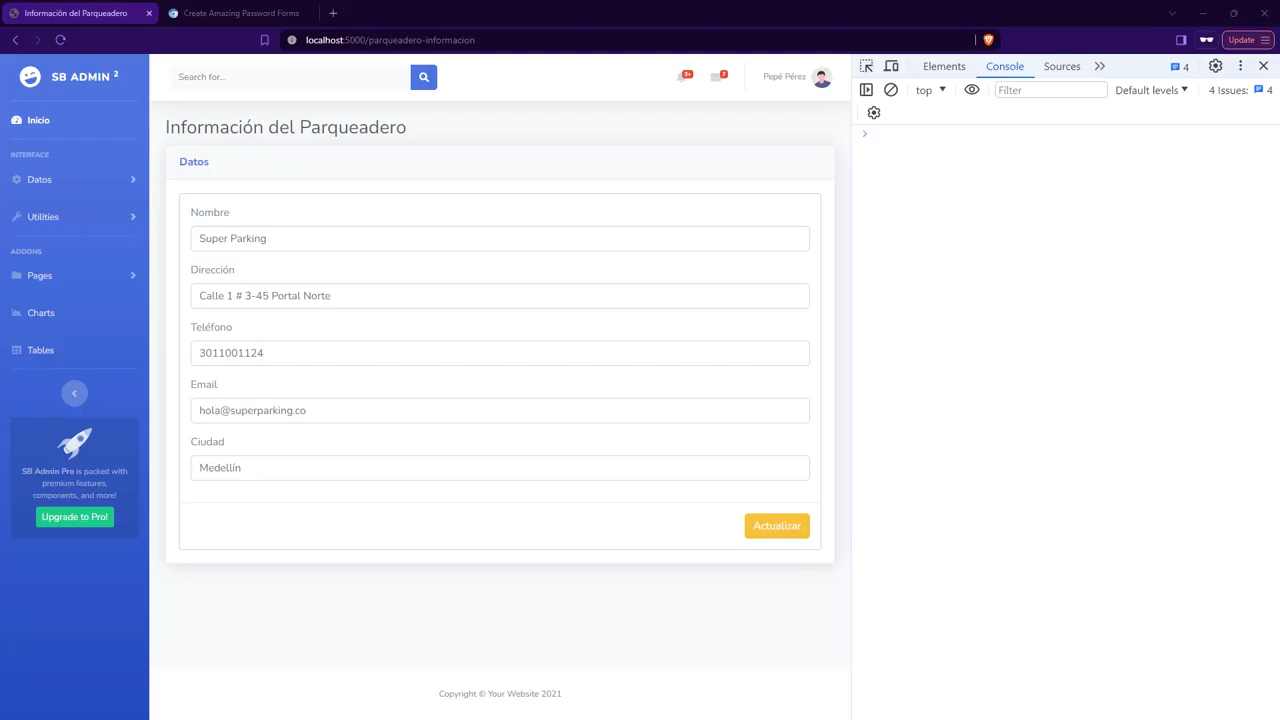 Información del Parqueadero
Create Amazing Password Forms
localhost:5000/parqueadero-informacion
Update
SB ADMIN 2
Inicio
INTERFACE
Datos
Utilities
ADDONS
Pages
Charts
Tables
SB Admin Pro is packed with
premium features,
components, and more!
Upgrade to Pro!
Search for...
3+
7
Pepé Pérez
Información del Parqueadero
Datos
Nombre
Super Parking
Dirección
Calle 1 # 3-45 Portal Norte
Teléfono
3011001124
Email
hola@superparking.co
Ciudad
Medellín
Actualizar
Copyright © Your Website 2021
Elements
Console
Sources
4
top
Filter
Default levels
4 Issues:
4